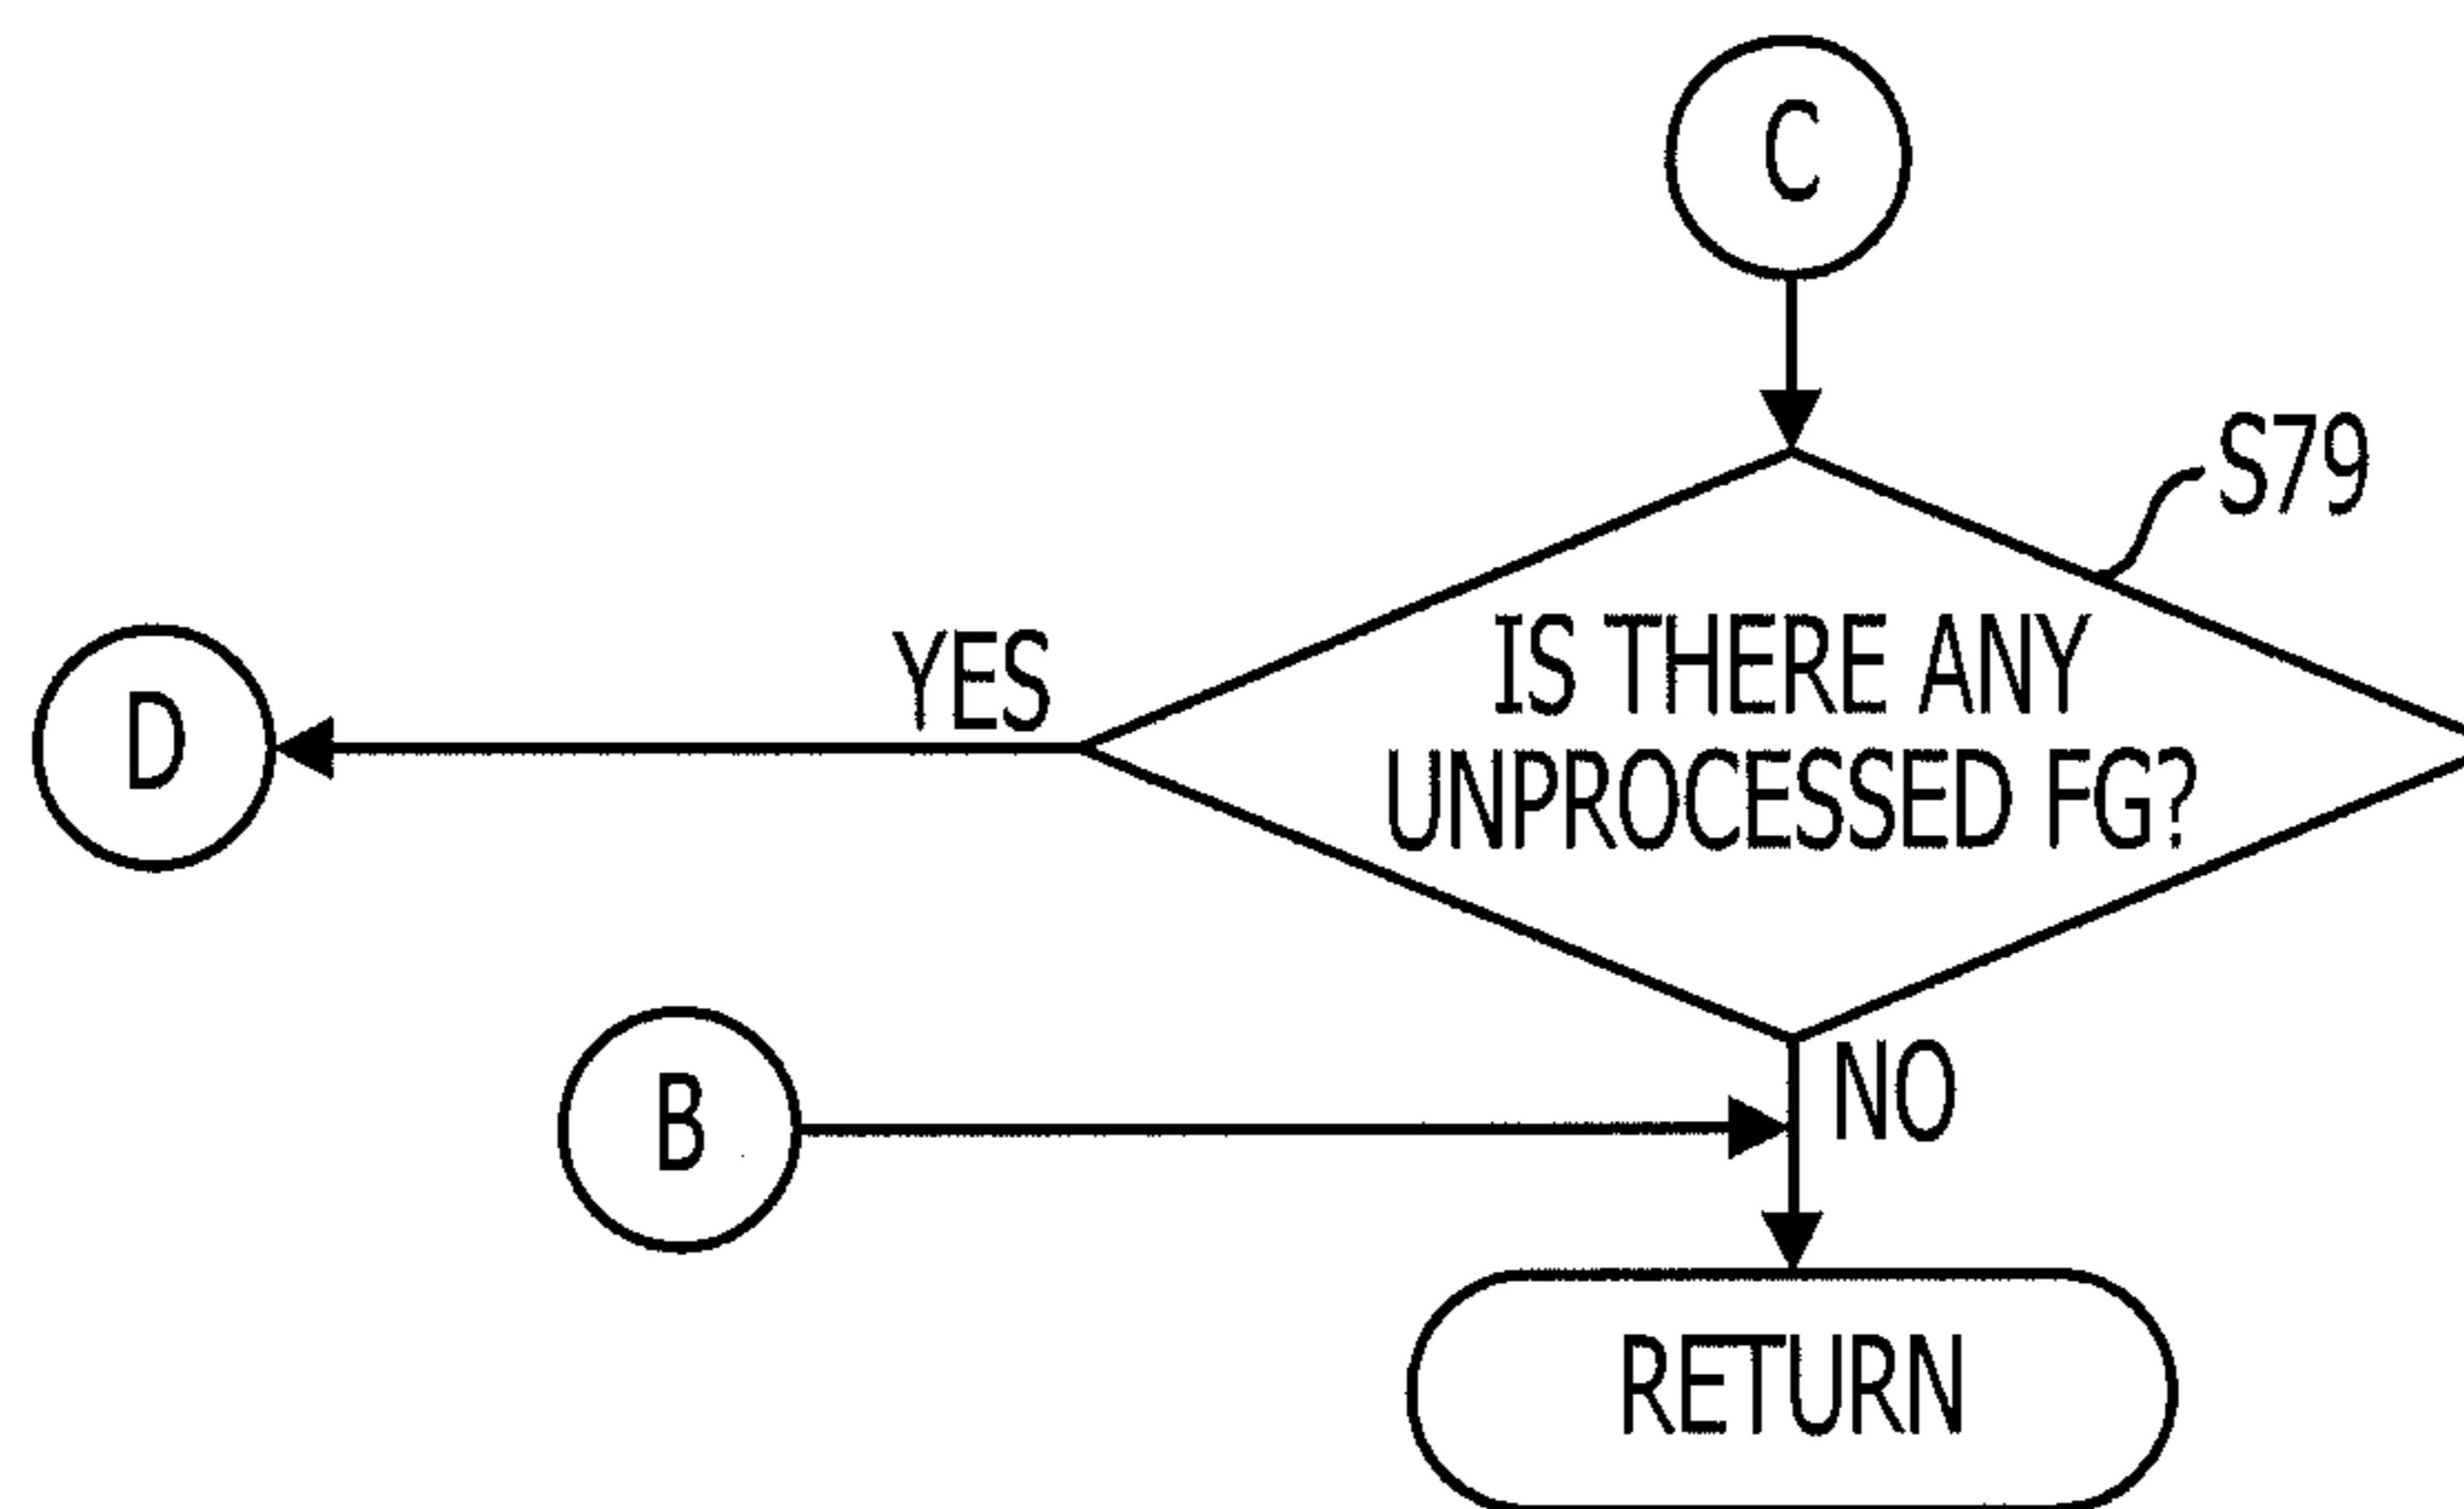 C
S79
IS THERE ANY
UNPROCESSED FG?
YES
D
NO
B
RETURN